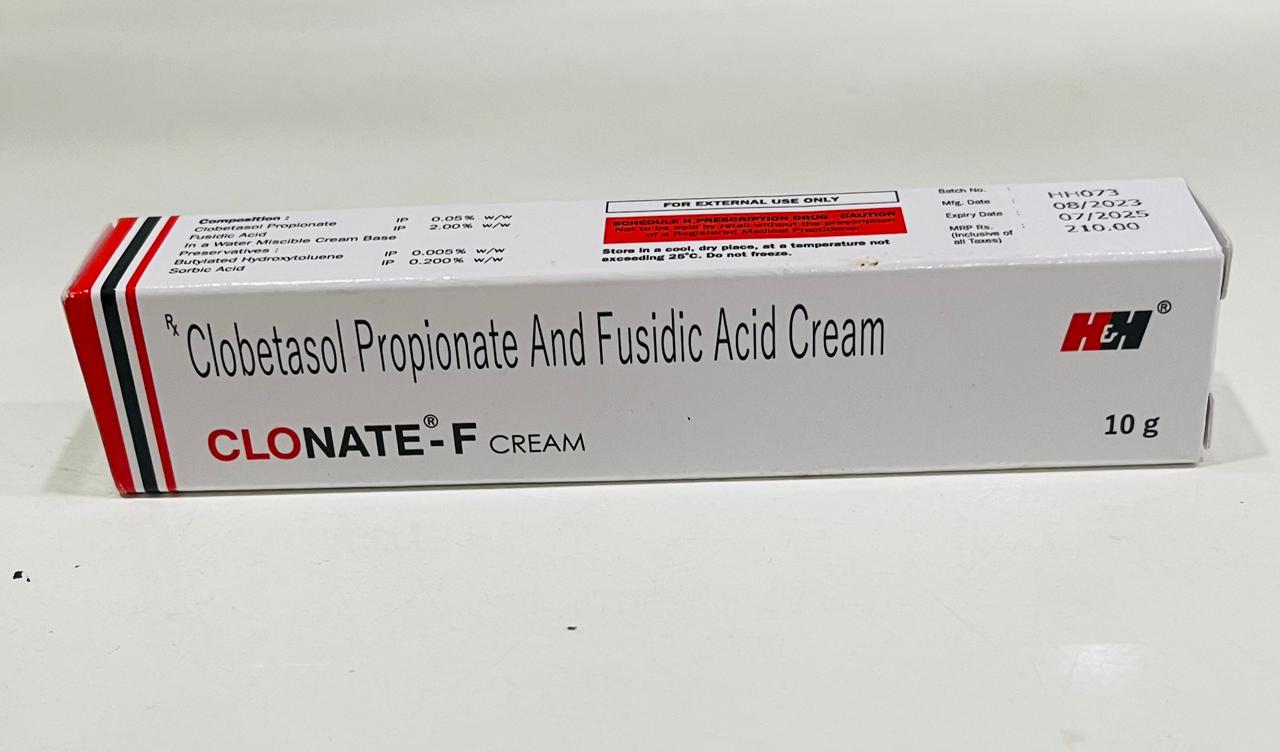 Composition :
Clobetasol Propionate IP 0.05% w/w
Fusidic Acid IP 2.00% w/w
In a Water Miscible Cream Base
Preservatives :
Butylated Hydroxytoluene IP 0.005% w/w
Sorbic Acid IP 0.200% w/w
FOR EXTERNAL USE ONLY
SCHEDULE H PRESCRIPTION DRUG - CAUTION
Not to be sold by retail without the prescription
of a Registered Medical Practitioner.
Store in a cool, dry place, at a temperature not
exceeding 25°C. Do not freeze.
Batch No. : HH073
Mfg. Date : 08/2023
Expiry Date : 07/2025
MRP Rs. : 210.00
(Inclusive of
all Taxes)
Rx Clobetasol Propionate And Fusidic Acid Cream
H&H®
CLONATE®-F CREAM
10 g